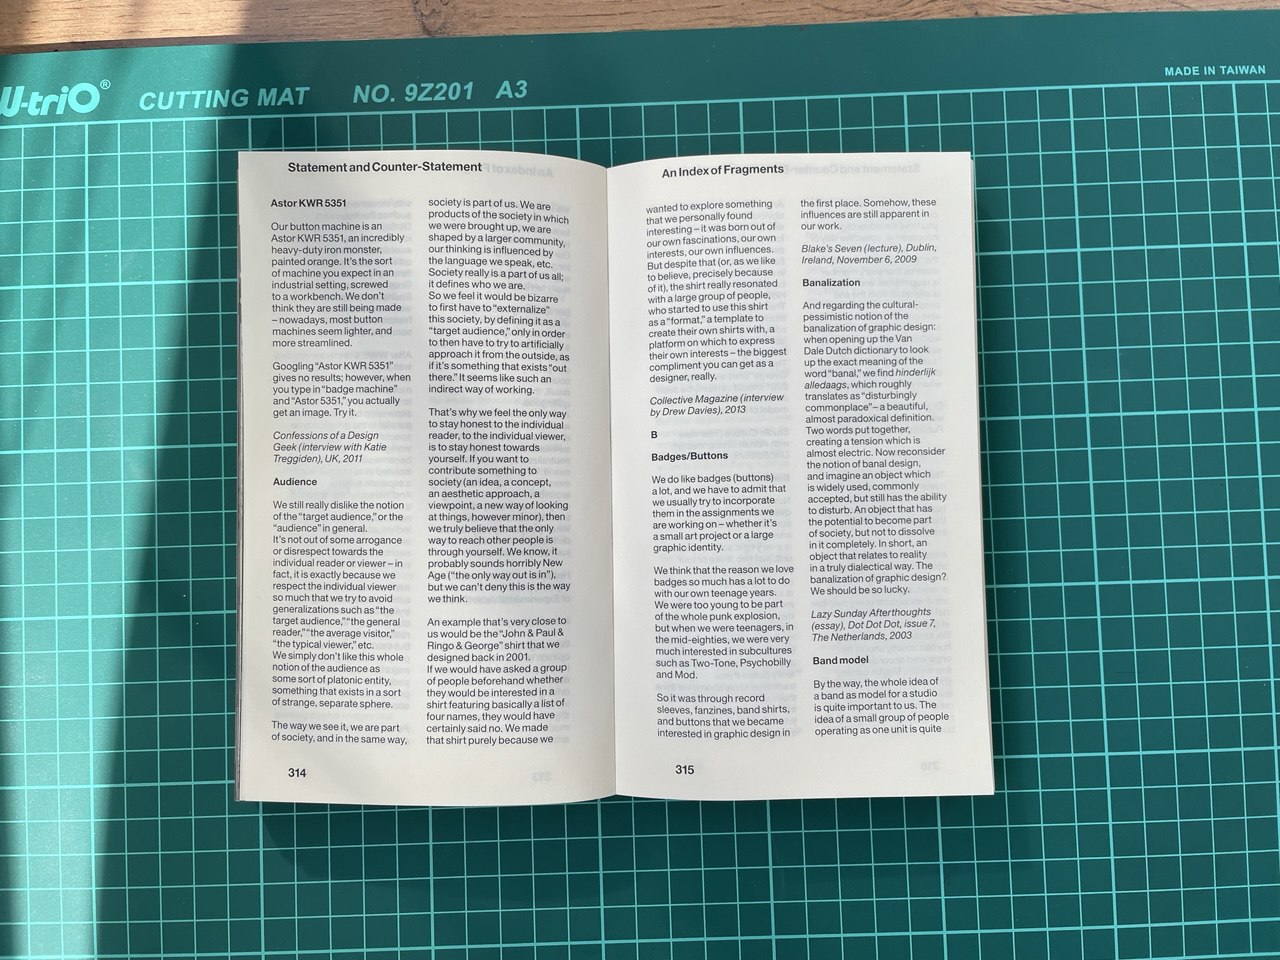 W-triO®
CUTTING MAT NO. 9Z201 A3
MADE IN TAIWAN
Statement and Counter-Statement
Astor KWR 5351
Our button machine is an
Astor KWR 5351, an incredibly
heavy-duty iron monster,
painted orange. It's the sort
of machine you expect in an
industrial setting, screwed
to a workbench. We don't
think they are still being made
– nowadays, most button
machines seem lighter, and
more streamlined.
Googling "Astor KWR 5351"
gives no results; however, when
you type in "badge machine"
and "Astor 5351," you actually
get an image. Try it.
Confessions of a Design
Geek (interview with Katie
Treggiden), UK, 2011
Audience
We still really dislike the notion
of the "target audience," or the
"audience" in general.
It's not out of some arrogance
or disrespect towards the
individual reader or viewer – in
fact, it is exactly because we
respect the individual viewer
so much that we try to avoid
generalizations such as "the
target audience," "the general
reader," "the average visitor,"
"the typical viewer," etc.
We simply don't like this whole
notion of the audience as
some sort of platonic entity,
something that exists in a sort
of strange, separate sphere.
The way we see it, we are part
of society, and in the same way,
society is part of us. We are
products of the society in which
we were brought up, we are
shaped by a larger community,
our thinking is influenced by
the language we speak, etc.
Society really is a part of us all;
it defines who we are.
So we feel it would be bizarre
to first have to "externalize"
this society, by defining it as a
"target audience," only in order
to then have to try to artificially
approach it from the outside, as
if it's something that exists "out
there." It seems like such an
indirect way of working.
That's why we feel the only way
to stay honest to the individual
reader, to the individual viewer,
is to stay honest towards
yourself. If you want to
contribute something to
society (an idea, a concept,
an aesthetic approach, a
viewpoint, a new way of looking
at things, however minor), then
we truly believe that the only
way to reach other people is
through yourself. We know, it
probably sounds horribly New
Age ("the only way out is in"),
but we can't deny this is the way
we think.
An example that's very close to
us would be the "John & Paul &
Ringo & George" shirt that we
designed back in 2001.
If we would have asked a group
of people beforehand whether
they would be interested in a
shirt featuring basically a list of
four names, they would have
certainly said no. We made
that shirt purely because we
314
An Index of Fragments
wanted to explore something
that we personally found
interesting – it was born out of
our own fascinations, our own
interests, our own influences.
But despite that (or, as we like
to believe, precisely because
of it), the shirt really resonated
with a large group of people,
who started to use this shirt
as a "format," a template to
create their own shirts with, a
platform on which to express
their own interests – the biggest
compliment you can get as a
designer, really.
Collective Magazine (interview
by Drew Davies), 2013
B
Badges/Buttons
We do like badges (buttons)
a lot, and we have to admit that
we usually try to incorporate
them in the assignments we
are working on – whether it's
a small art project or a large
graphic identity.
We think that the reason we love
badges so much has a lot to do
with our own teenage years.
We were too young to be part
of the whole punk explosion,
but when we were teenagers, in
the mid-eighties, we were very
much interested in subcultures
such as Two-Tone, Psychobilly
and Mod.
So it was through record
sleeves, fanzines, band shirts,
and buttons that we became
interested in graphic design in
the first place. Somehow, these
influences are still apparent in
our work.
Blake's Seven (lecture), Dublin,
Ireland, November 6, 2009
Banalization
And regarding the cultural-
pessimistic notion of the
banalization of graphic design:
when opening up the Van
Dale Dutch dictionary to look
up the exact meaning of the
word "banal," we find hinderlijk
alledaags, which roughly
translates as "disturbingly
commonplace" – a beautiful,
almost paradoxical definition.
Two words put together,
creating a tension which is
almost electric. Now reconsider
the notion of banal design,
and imagine an object which
is widely used, commonly
accepted, but still has the ability
to disturb. An object that has
the potential to become part
of society, but not to dissolve
in it completely. In short, an
object that relates to reality
in a truly dialectical way. The
banalization of graphic design?
We should be so lucky.
Lazy Sunday Afterthoughts
(essay), Dot Dot Dot, issue 7,
The Netherlands, 2003
Band model
By the way, the whole idea of
a band as model for a studio
is quite important to us. The
idea of a small group of people
operating as one unit is quite
315